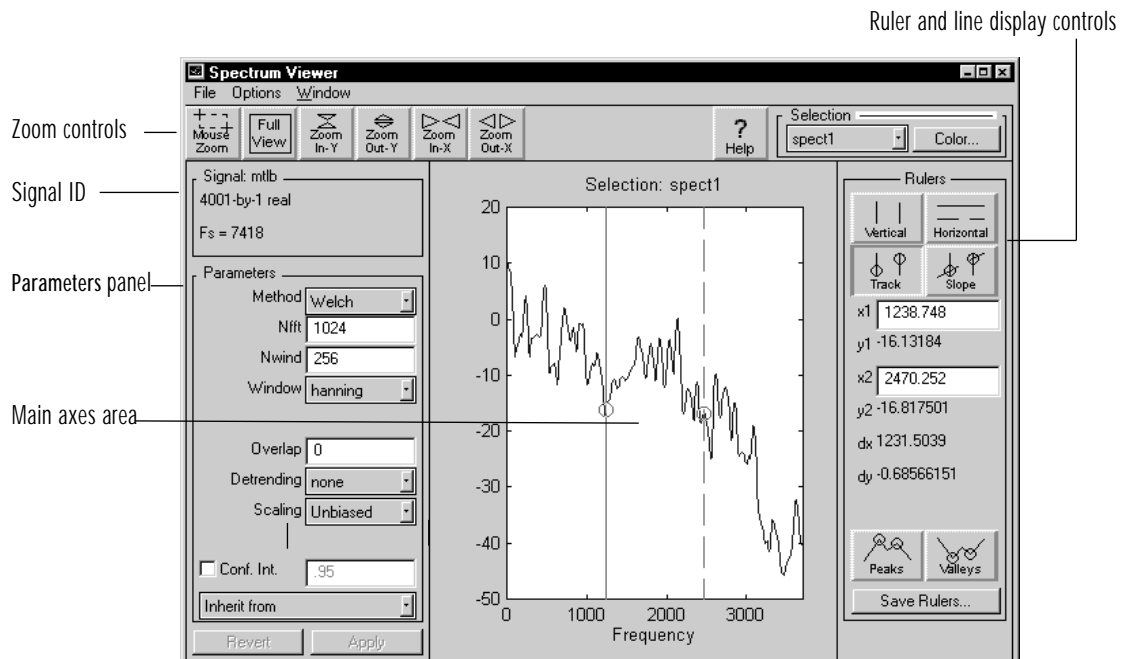 Ruler and line display controls
Spectrum Viewer
File Options Window
Zoom controls
Mouse Zoom
Full View
Zoom In-Y
Zoom Out-Y
Zoom In-X
Zoom Out-X
? Help
Selection
spect1
Color...
Signal ID
Signal: mtlb
4001-by-1 real
Fs = 7418
Parameters panel
Parameters
Method Welch
Nfft 1024
Nwind 256
Window hanning
Main axes area
Overlap 0
Detrending none
Scaling Unbiased
Conf. Int. .95
Inherit from
Revert Apply
Selection: spect1
20
10
0
-10
-20
-30
-40
-50
0 1000 2000 3000
Frequency
Rulers
Vertical Horizontal
Track Slope
x1 1238.748
y1 -16.13184
x2 2470.252
y2 -16.817501
dx 1231.5039
dy -0.68566151
Peaks Valleys
Save Rulers...